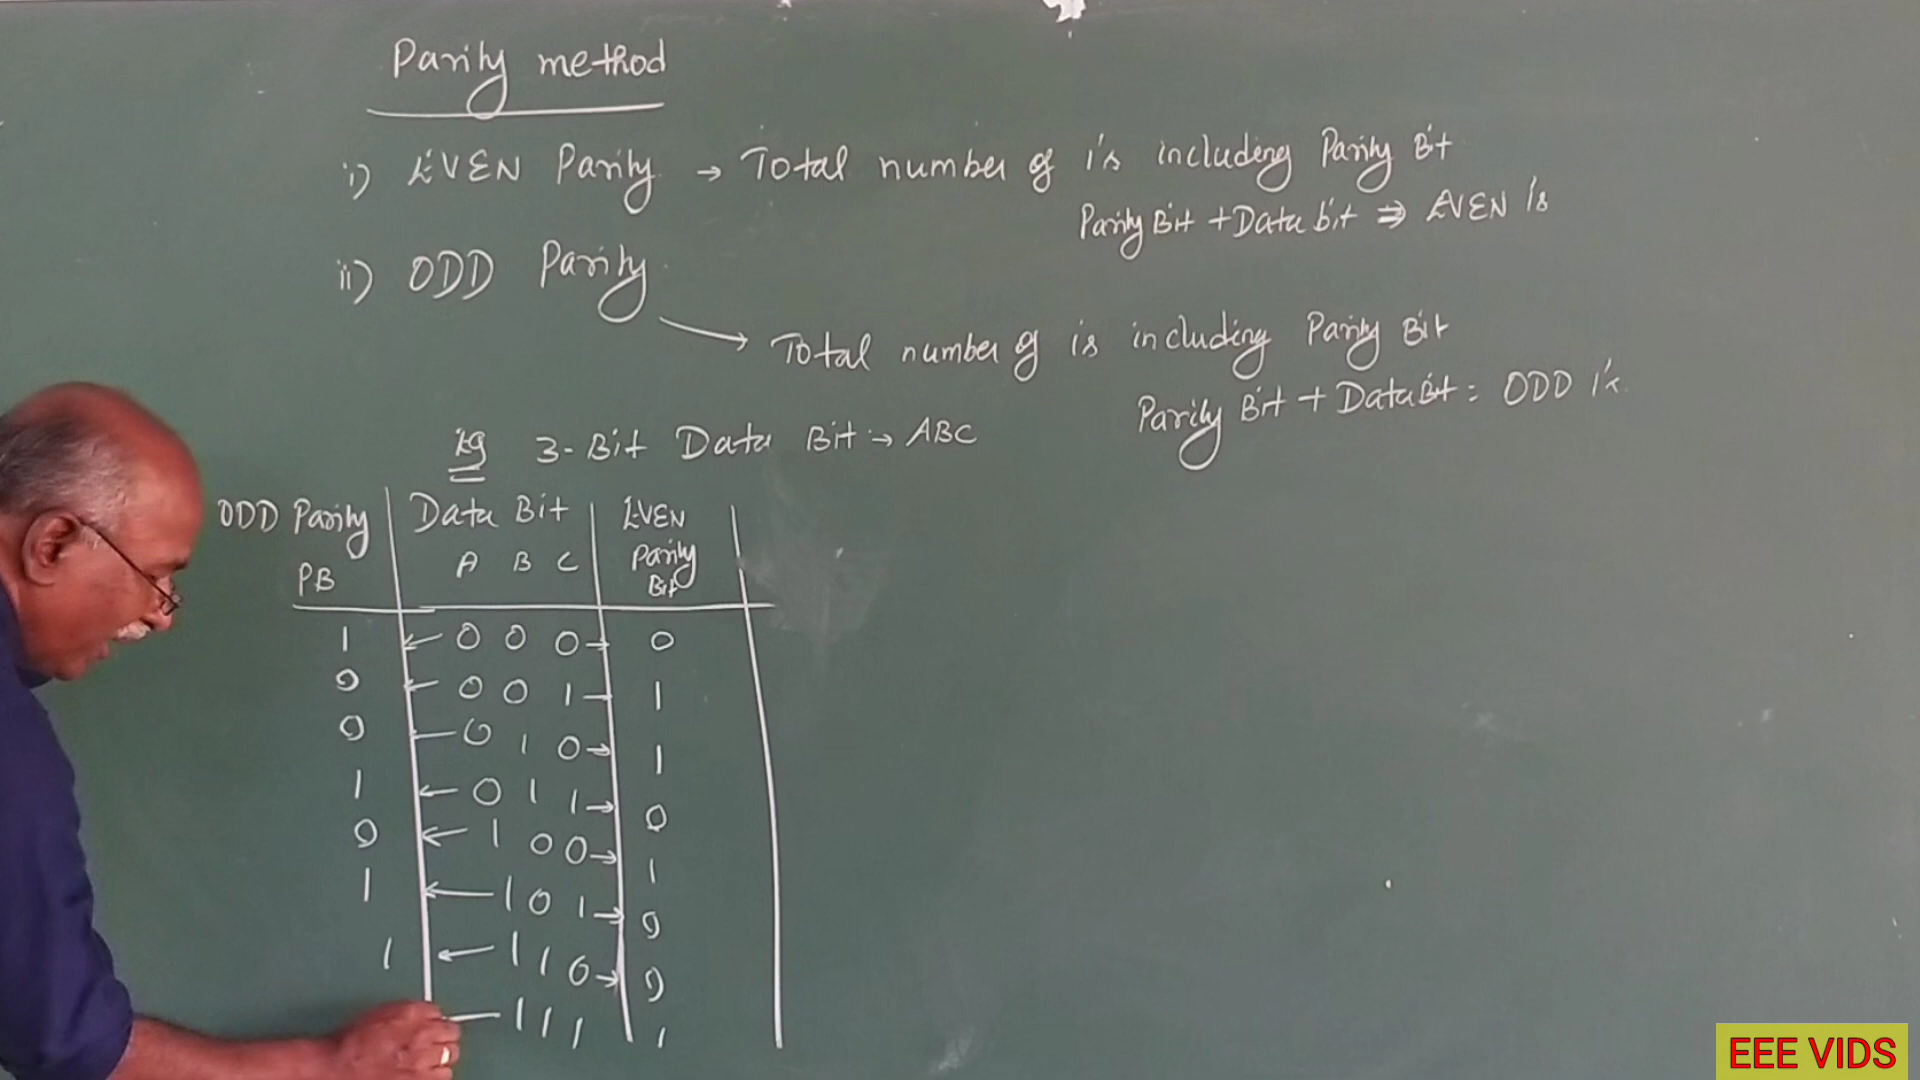 Parity method
i) EVEN Parity → Total number of 1's including Parity Bit
Parity Bit + Data bit ⇒ EVEN 1s
ii) ODD Parity
→ Total number of 1s including Parity Bit
Parity Bit + Data Bit = ODD 1's
Eg 3-Bit Data Bit → ABC
ODD Parity Data Bit EVEN
PB A B C Parity
Bit
1 ← 0 0 0 → 0
0 ← 0 0 1 — 1
0 — 0 1 0 → 1
1 ← 0 1 1 → 0
0 ← 1 0 0 → 1
1 ← 1 0 1 → 0
1 ← 1 1 0 → 0
— 1 1 1 1
EEE VIDS